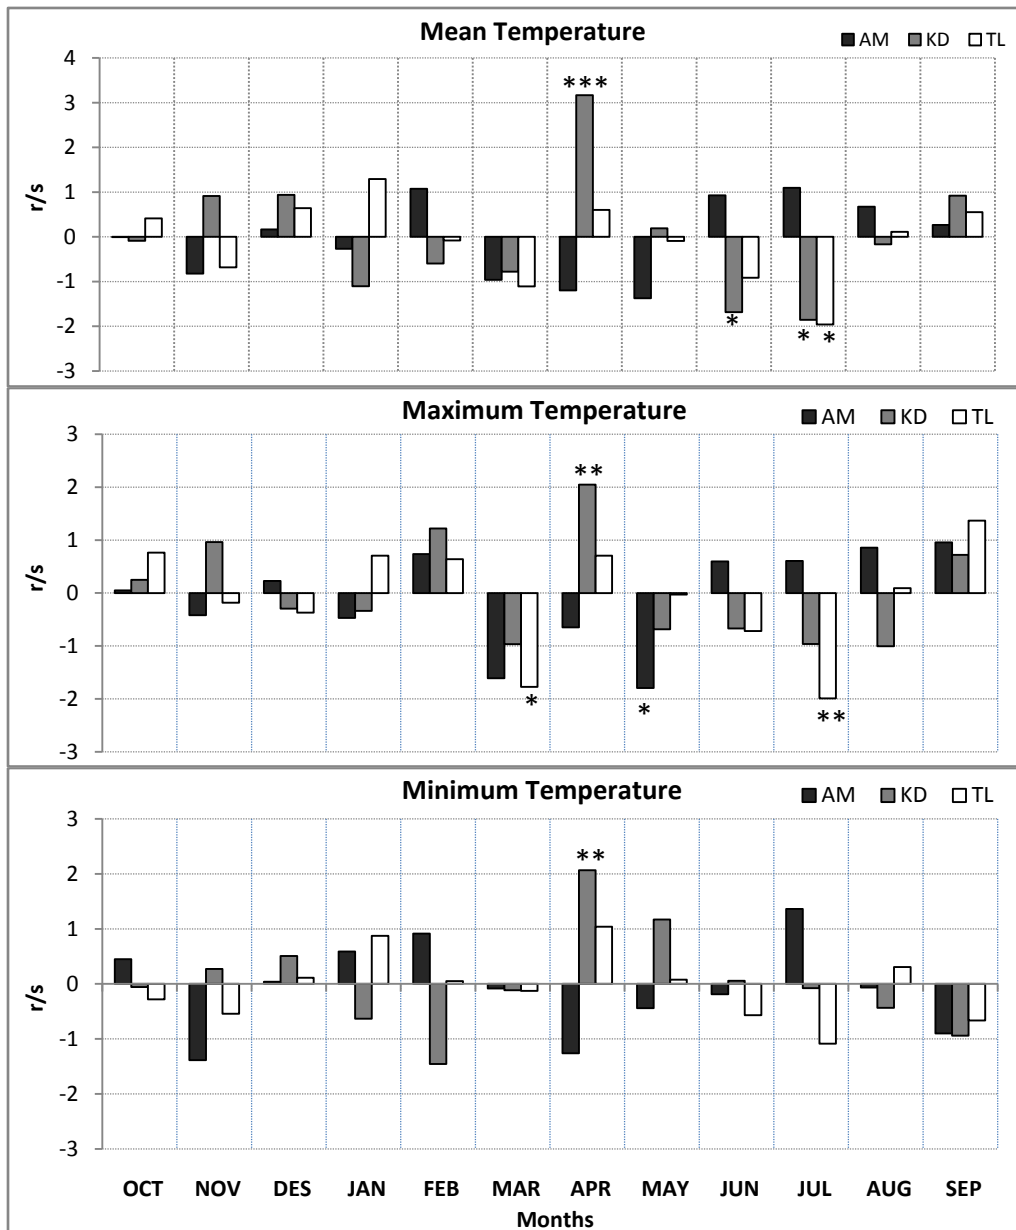 Mean Temperature
AM KD TL
4
3
2
1
0
-1
-2
-3
r/s
***
*
* *
Maximum Temperature
AM KD TL
3
2
1
0
-1
-2
-3
r/s
**
*
*
**
Minimum Temperature
AM KD TL
3
2
1
0
-1
-2
-3
r/s
**
OCT NOV DES JAN FEB MAR APR MAY JUN JUL AUG SEP
Months